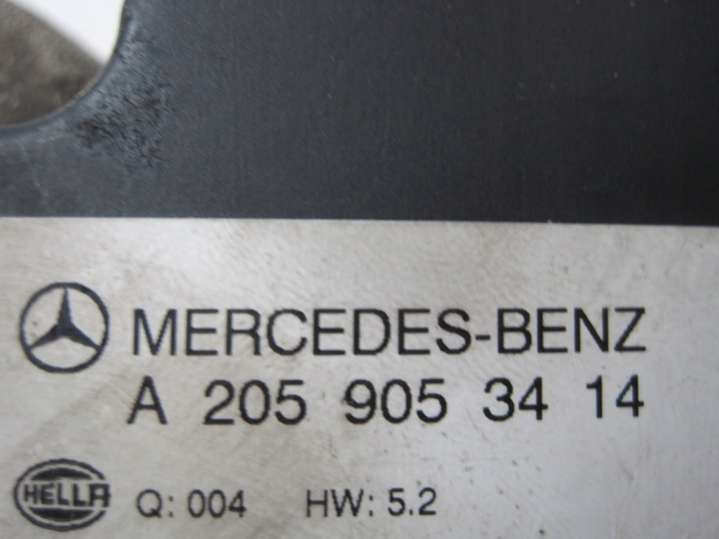 MERCEDES-BENZ
A 205 905 34 14
HELLA Q: 004 HW: 5.2